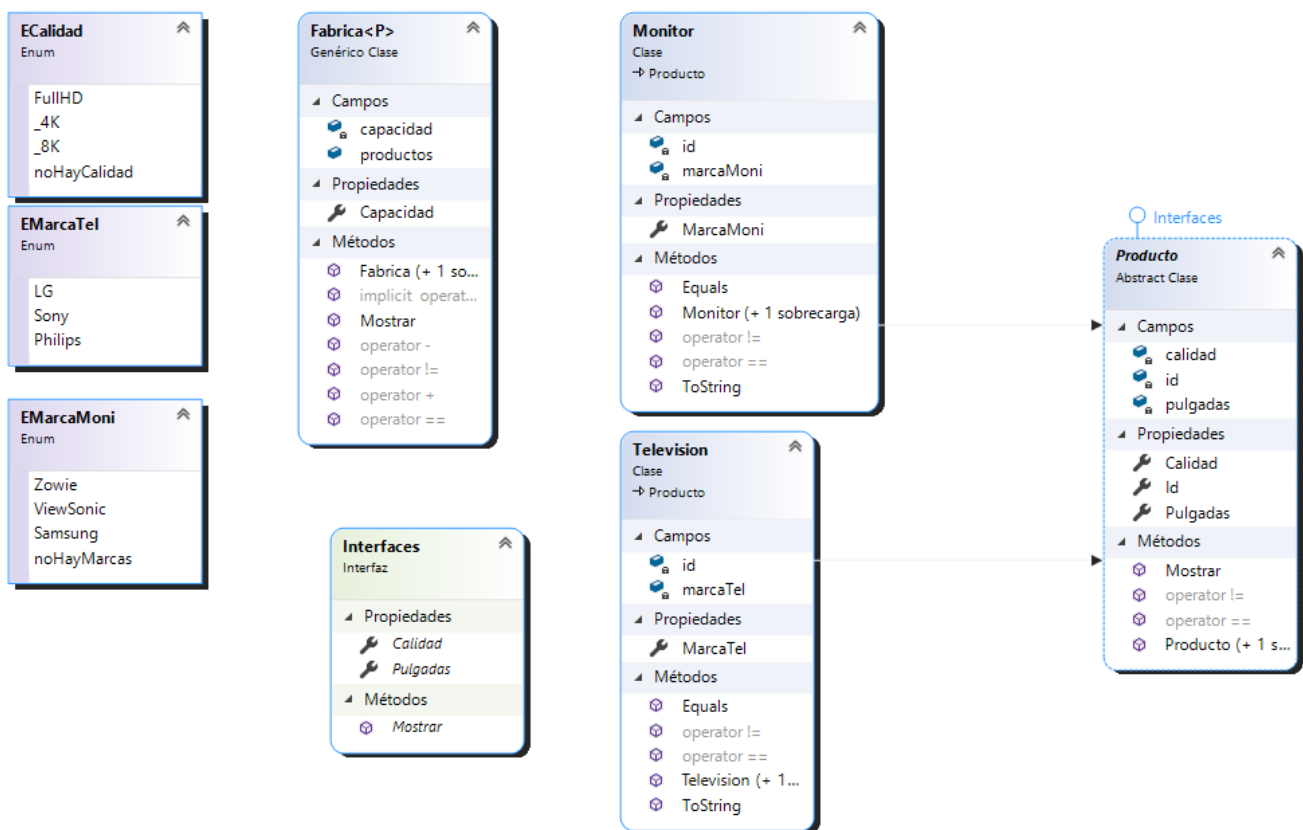 ECalidad
Enum
FullHD
_4K
_8K
noHayCalidad
EMarcaTel
Enum
LG
Sony
Philips
EMarcaMoni
Enum
Zowie
ViewSonic
Samsung
noHayMarcas
Fabrica<P>
Genérico Clase
Campos
capacidad
productos
Propiedades
Capacidad
Métodos
Fabrica (+ 1 so...
implicit operat...
Mostrar
operator -
operator !=
operator +
operator ==
Interfaces
Interfaz
Propiedades
Calidad
Pulgadas
Métodos
Mostrar
Monitor
Clase
Producto
Campos
id
marcaMoni
Propiedades
MarcaMoni
Métodos
Equals
Monitor (+ 1 sobrecarga)
operator !=
operator ==
ToString
Television
Clase
Producto
Campos
id
marcaTel
Propiedades
MarcaTel
Métodos
Equals
operator !=
operator ==
Television (+ 1...
ToString
Interfaces
Producto
Abstract Clase
Campos
calidad
id
pulgadas
Propiedades
Calidad
Id
Pulgadas
Métodos
Mostrar
operator !=
operator ==
Producto (+ 1 s...